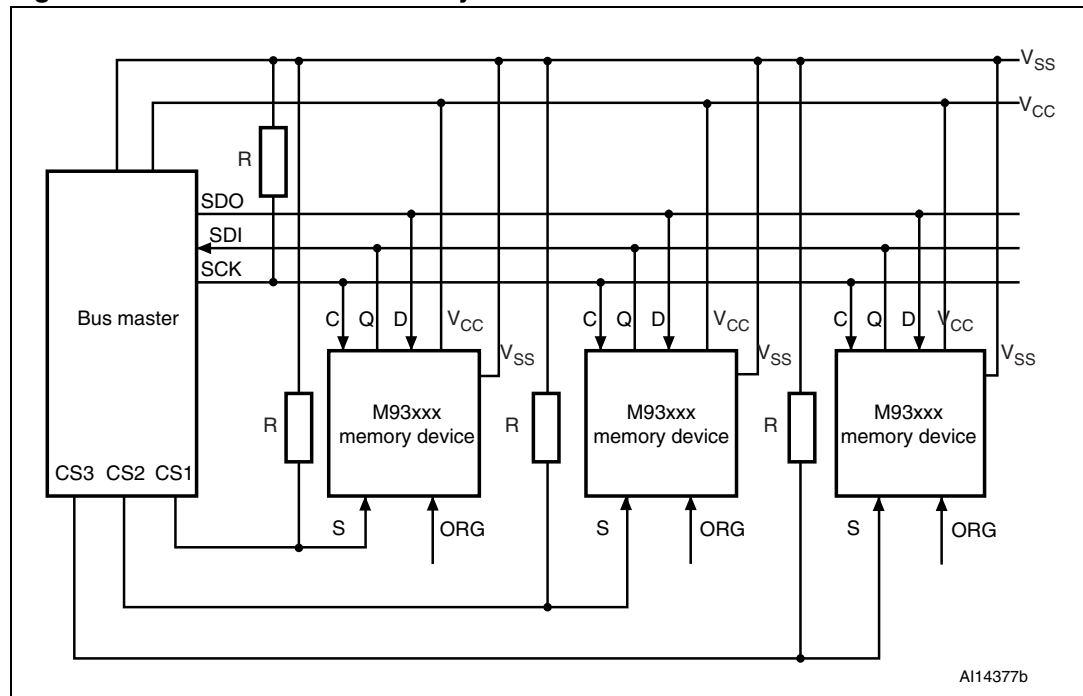 V_SS
V_CC
R
SDO
SDI
SCK
Bus master
C Q D V_CC V_SS
C Q D V_CC V_SS
C Q D V_CC V_SS
R
M93xxx
memory device
R
M93xxx
memory device
R
M93xxx
memory device
CS3 CS2 CS1
S ORG
S ORG
S ORG
AI14377b